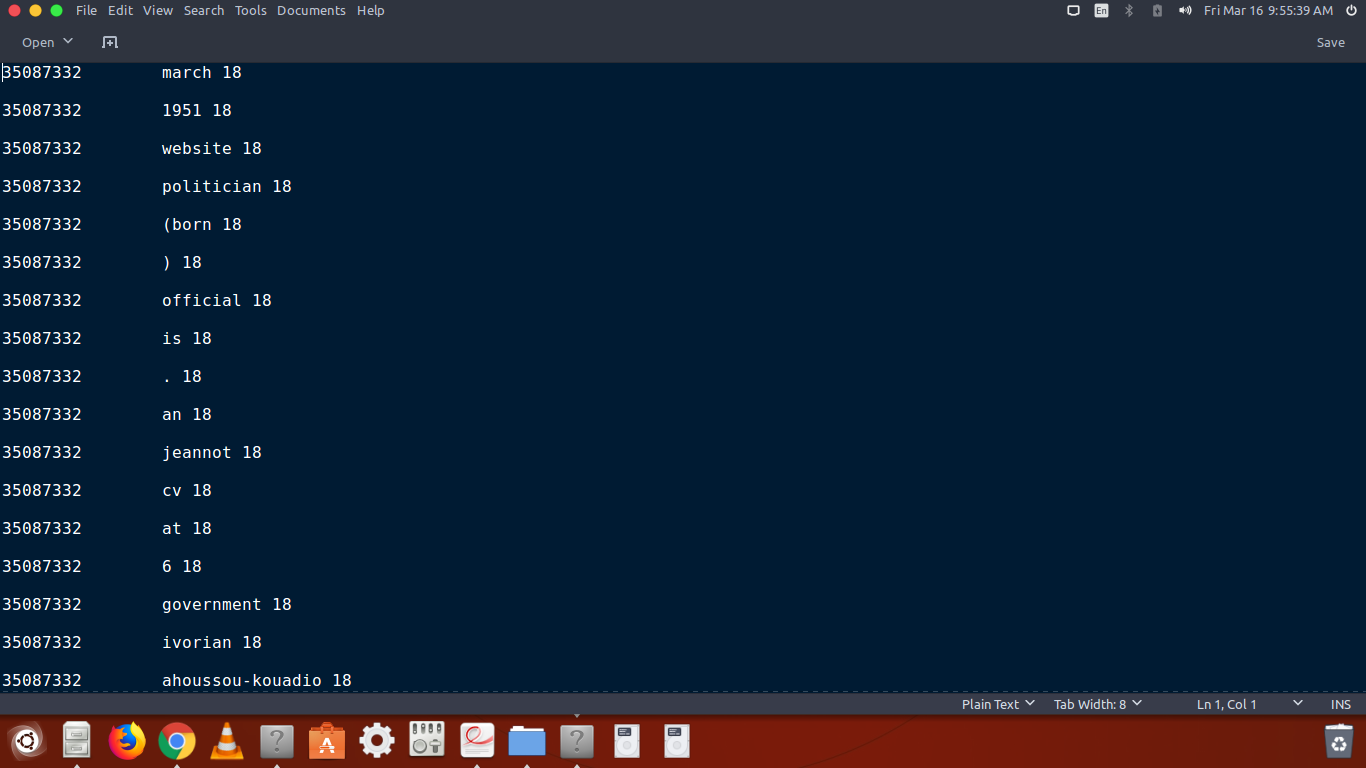 File Edit View Search Tools Documents Help En Fri Mar 16 9:55:39 AM
Open Save
35087332 march 18
35087332 1951 18
35087332 website 18
35087332 politician 18
35087332 (born 18
35087332 ) 18
35087332 official 18
35087332 is 18
35087332 . 18
35087332 an 18
35087332 jeannot 18
35087332 cv 18
35087332 at 18
35087332 6 18
35087332 government 18
35087332 ivorian 18
35087332 ahoussou-kouadio 18
Plain Text Tab Width: 8 Ln 1, Col 1 INS